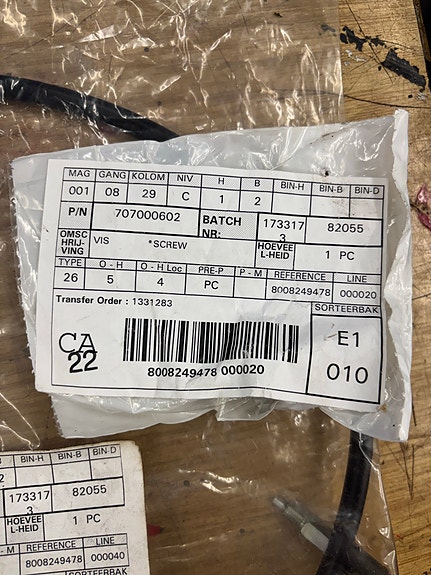 MAG GANG KOLOM NIV H B BIN-H BIN-B BIN-D
001 08 29 C 1 2
P/N 707000602 BATCH NR: 173317 3 82055
OMSC HRIJ- VING VIS *SCREW HOEVEE L-HEID 1 PC
TYPE O - H O - H Loc PRE-P P - M REFERENCE LINE
26 5 4 PC 8008249478 000020
Transfer Order : 1331283
SORTEERBAK
CA
22
E1
010
8008249478 000020
B BIN-H BIN-B BIN-D
2
173317 3 82055
HOEVEE L-HEID 1 PC
- M REFERENCE LINE
8008249478 000040
SORTEERBAK